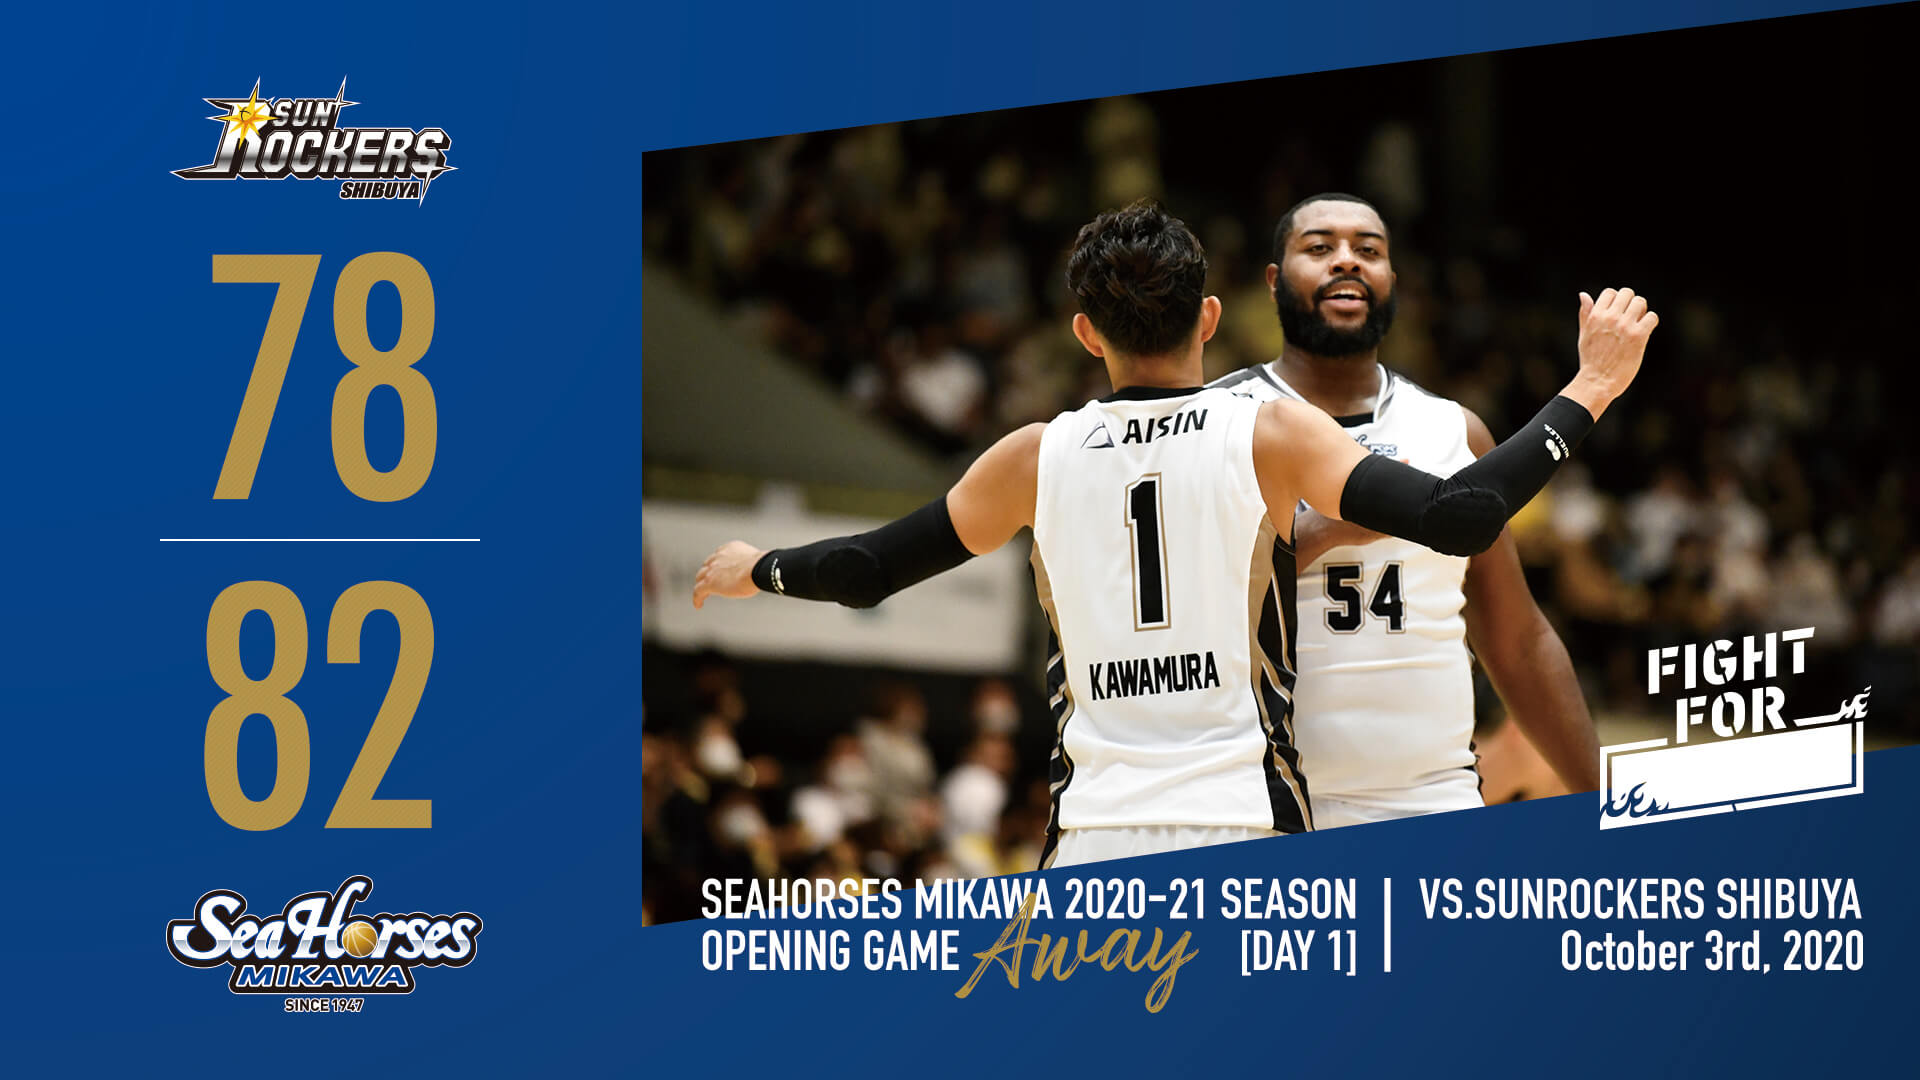 SUN
ROCKERS
SHIBUYA
78
82
SeaHorses
MIKAWA
SINCE 1947
AISIN
1
KAWAMURA
54
FIGHT
FOR
SEAHORSES MIKAWA 2020-21 SEASON
OPENING GAME Away [DAY 1]
VS.SUNROCKERS SHIBUYA
October 3rd, 2020